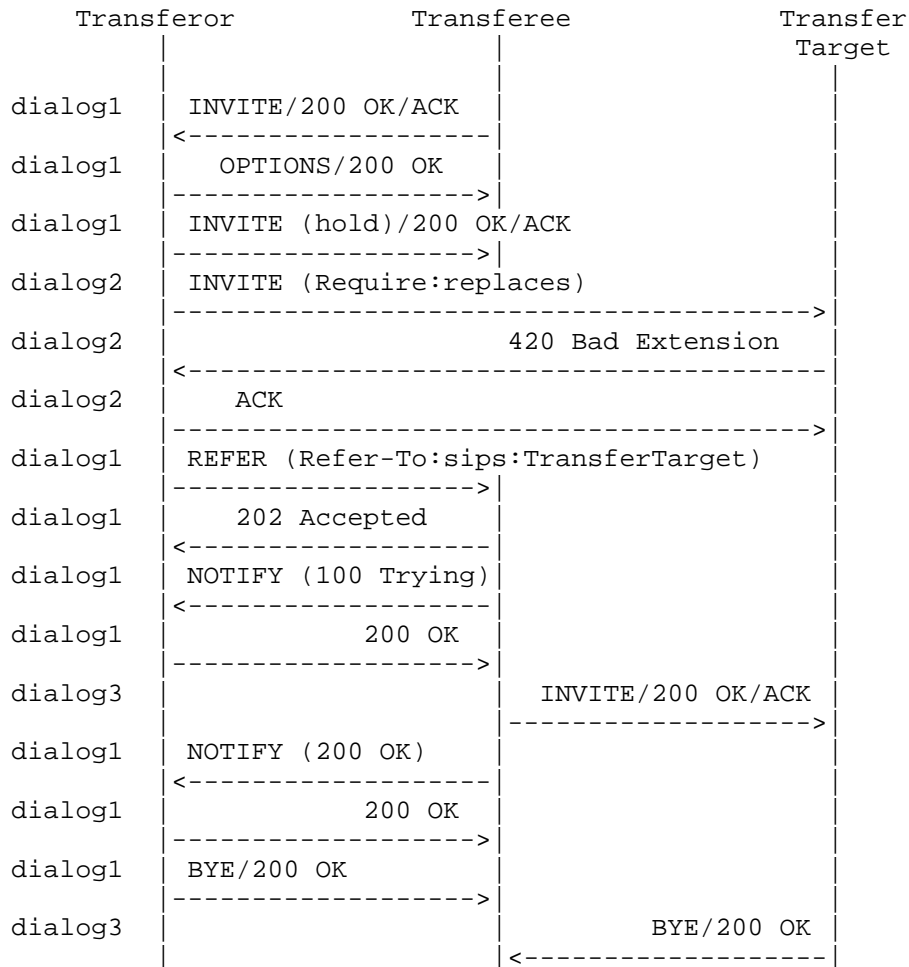 Transferor Transferee Transfer
Target
dialog1 INVITE/200 OK/ACK
dialog1 OPTIONS/200 OK
dialog1 INVITE (hold)/200 OK/ACK
dialog2 INVITE (Require:replaces)
dialog2 420 Bad Extension
dialog2 ACK
dialog1 REFER (Refer-To:sips:TransferTarget)
dialog1 202 Accepted
dialog1 NOTIFY (100 Trying)
dialog1 200 OK
dialog3 INVITE/200 OK/ACK
dialog1 NOTIFY (200 OK)
dialog1 200 OK
dialog1 BYE/200 OK
dialog3 BYE/200 OK